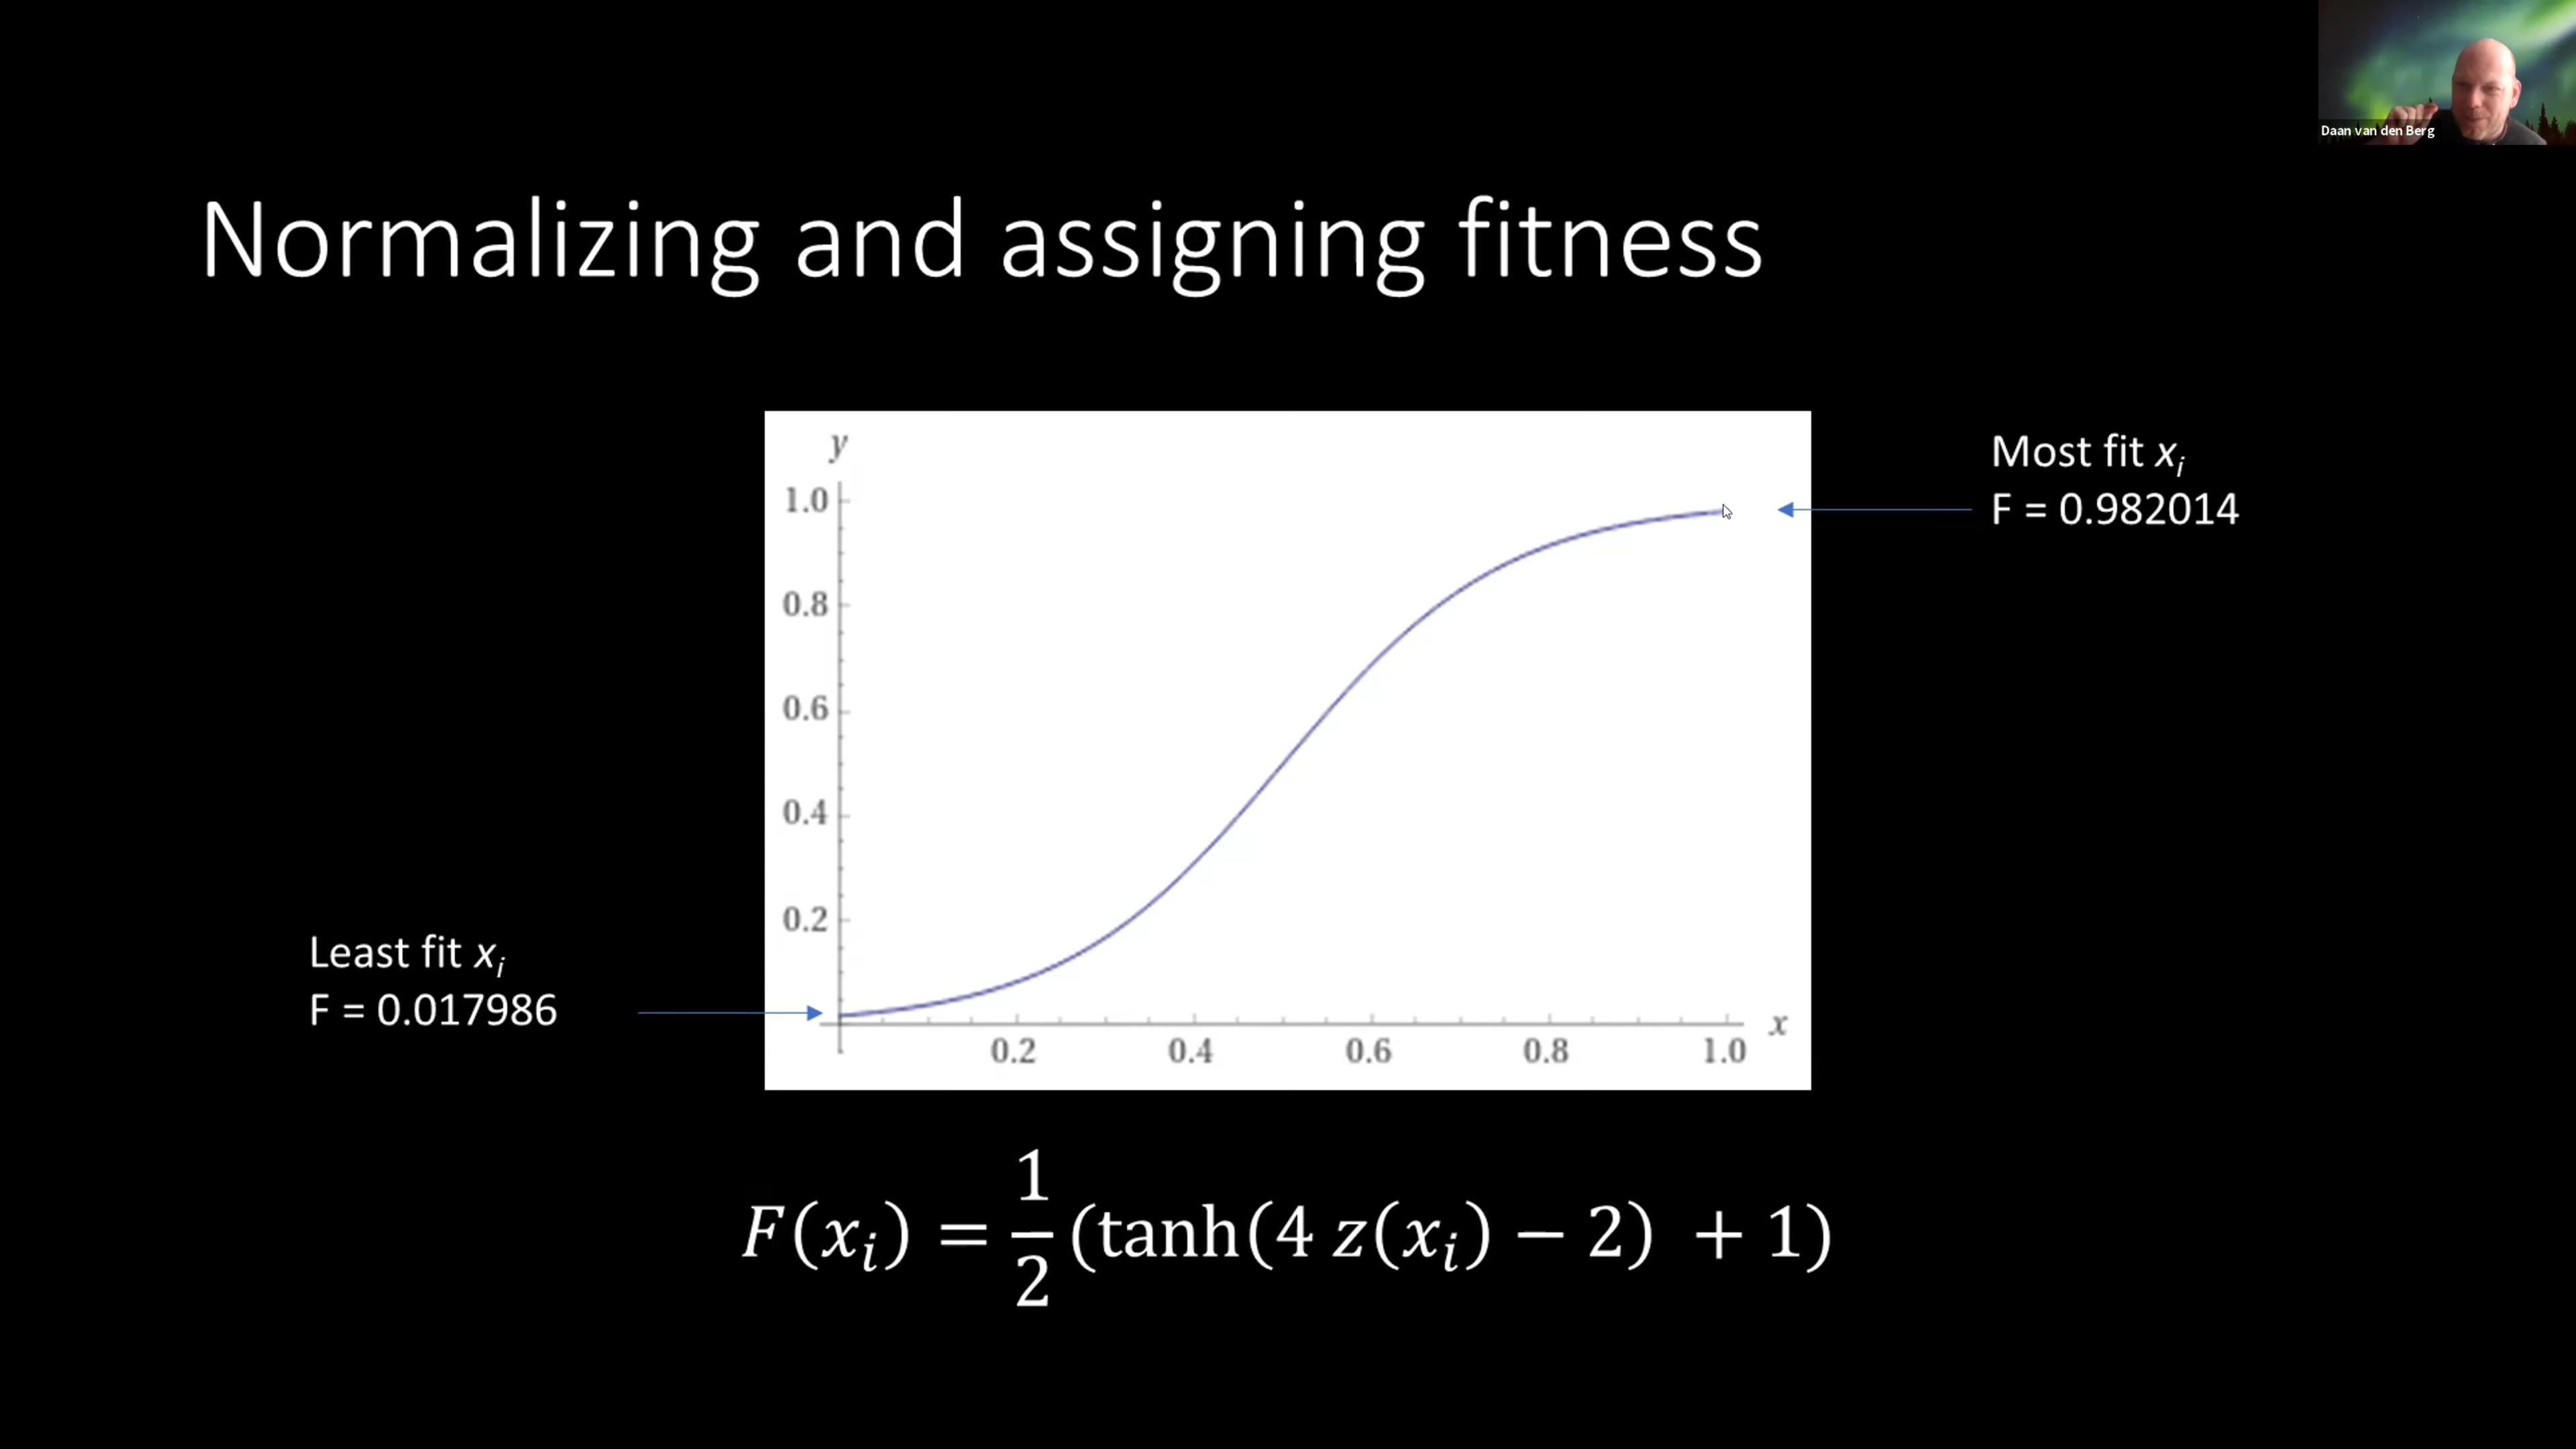 Daan van den Berg
Normalizing and assigning fitness
y
1.0
0.8
0.6
0.4
0.2
0.2 0.4 0.6 0.8 1.0
x
Most fit xᵢ
F = 0.982014
Least fit xᵢ
F = 0.017986
F(xᵢ) = 1/2 (tanh(4 z(xᵢ) − 2) + 1)